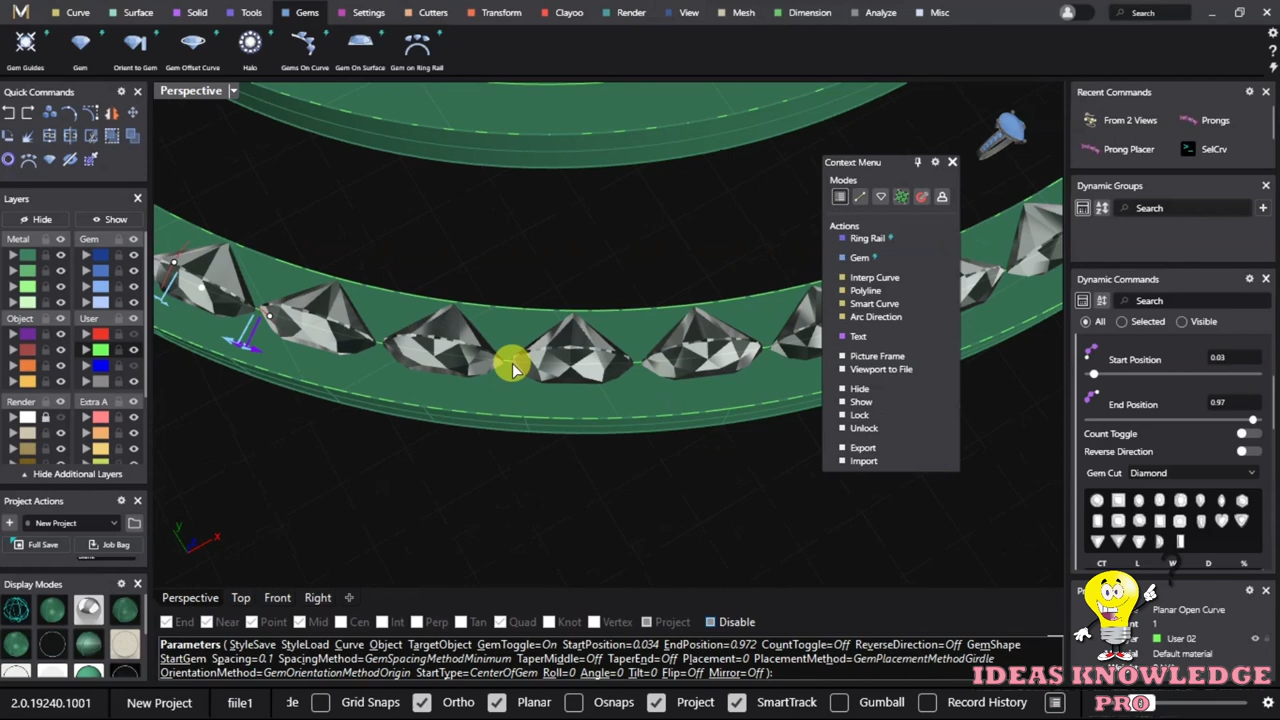 Curve Surface Solid Tools Gems Settings Cutters Transform Clayoo Render View Mesh Dimension Analyze Misc Search
Gem Guides Gem Orient to Gem Gem Offset Curve Halo Gems On Curve Gem On Surface Gem on Ring Rail
Quick Commands
Perspective
Recent Commands
From 2 Views Prongs
Prong Placer SelCrv
Layers
Hide Show
Metal Gem
Object User
Render Extra A
Hide Additional Layers
Project Actions
New Project
Full Save Job Bag
Display Modes
Context Menu
Modes
Actions
Ring Rail
Gem
Interp Curve
Polyline
Smart Curve
Arc Direction
Text
Picture Frame
Viewport to File
Hide
Show
Lock
Unlock
Export
Import
Dynamic Groups
Search
Dynamic Commands
Search
All Selected Visible
Start Position 0.03
End Position 0.97
Count Toggle
Reverse Direction
Gem Cut Diamond
CT L W D %
Planar Open Curve
1
User 02
Default material
y
x
Perspective Top Front Right
End Near Point Mid Cen Int Perp Tan Quad Knot Vertex Project Disable
Parameters ( StyleSave StyleLoad Curve Object TargetObject GemToggle=On StartPosition=0.034 EndPosition=0.972 CountToggle=Off ReverseDirection=Off GemShape
StartGem Spacing=0.1 SpacingMethod=GemSpacingMethodMinimum TaperMiddle=Off TaperEnd=Off Placement=0 PlacementMethod=GemPlacementMethodGirdle
OrientationMethod=GemOrientationMethodOrigin StartType=CenterOfGem Roll=0 Angle=0 Tilt=0 Flip=Off Mirror=Off ):
IDEAS KNOWLEDGE
PRO
2.0.19240.1001 New Project fiile1 de Grid Snaps Ortho Planar Osnaps Project SmartTrack Gumball Record History